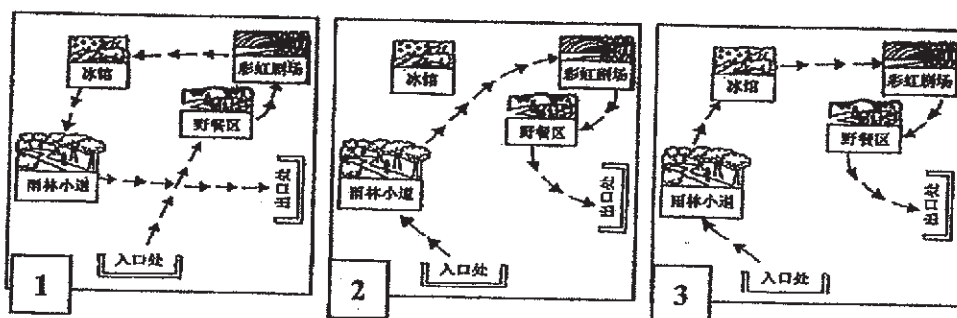 冰馆
彩虹剧场
野餐区
雨林小道
出口处
入口处
1
冰馆
彩虹剧场
野餐区
雨林小道
出口处
入口处
2
冰馆
彩虹剧场
野餐区
雨林小道
出口处
入口处
3